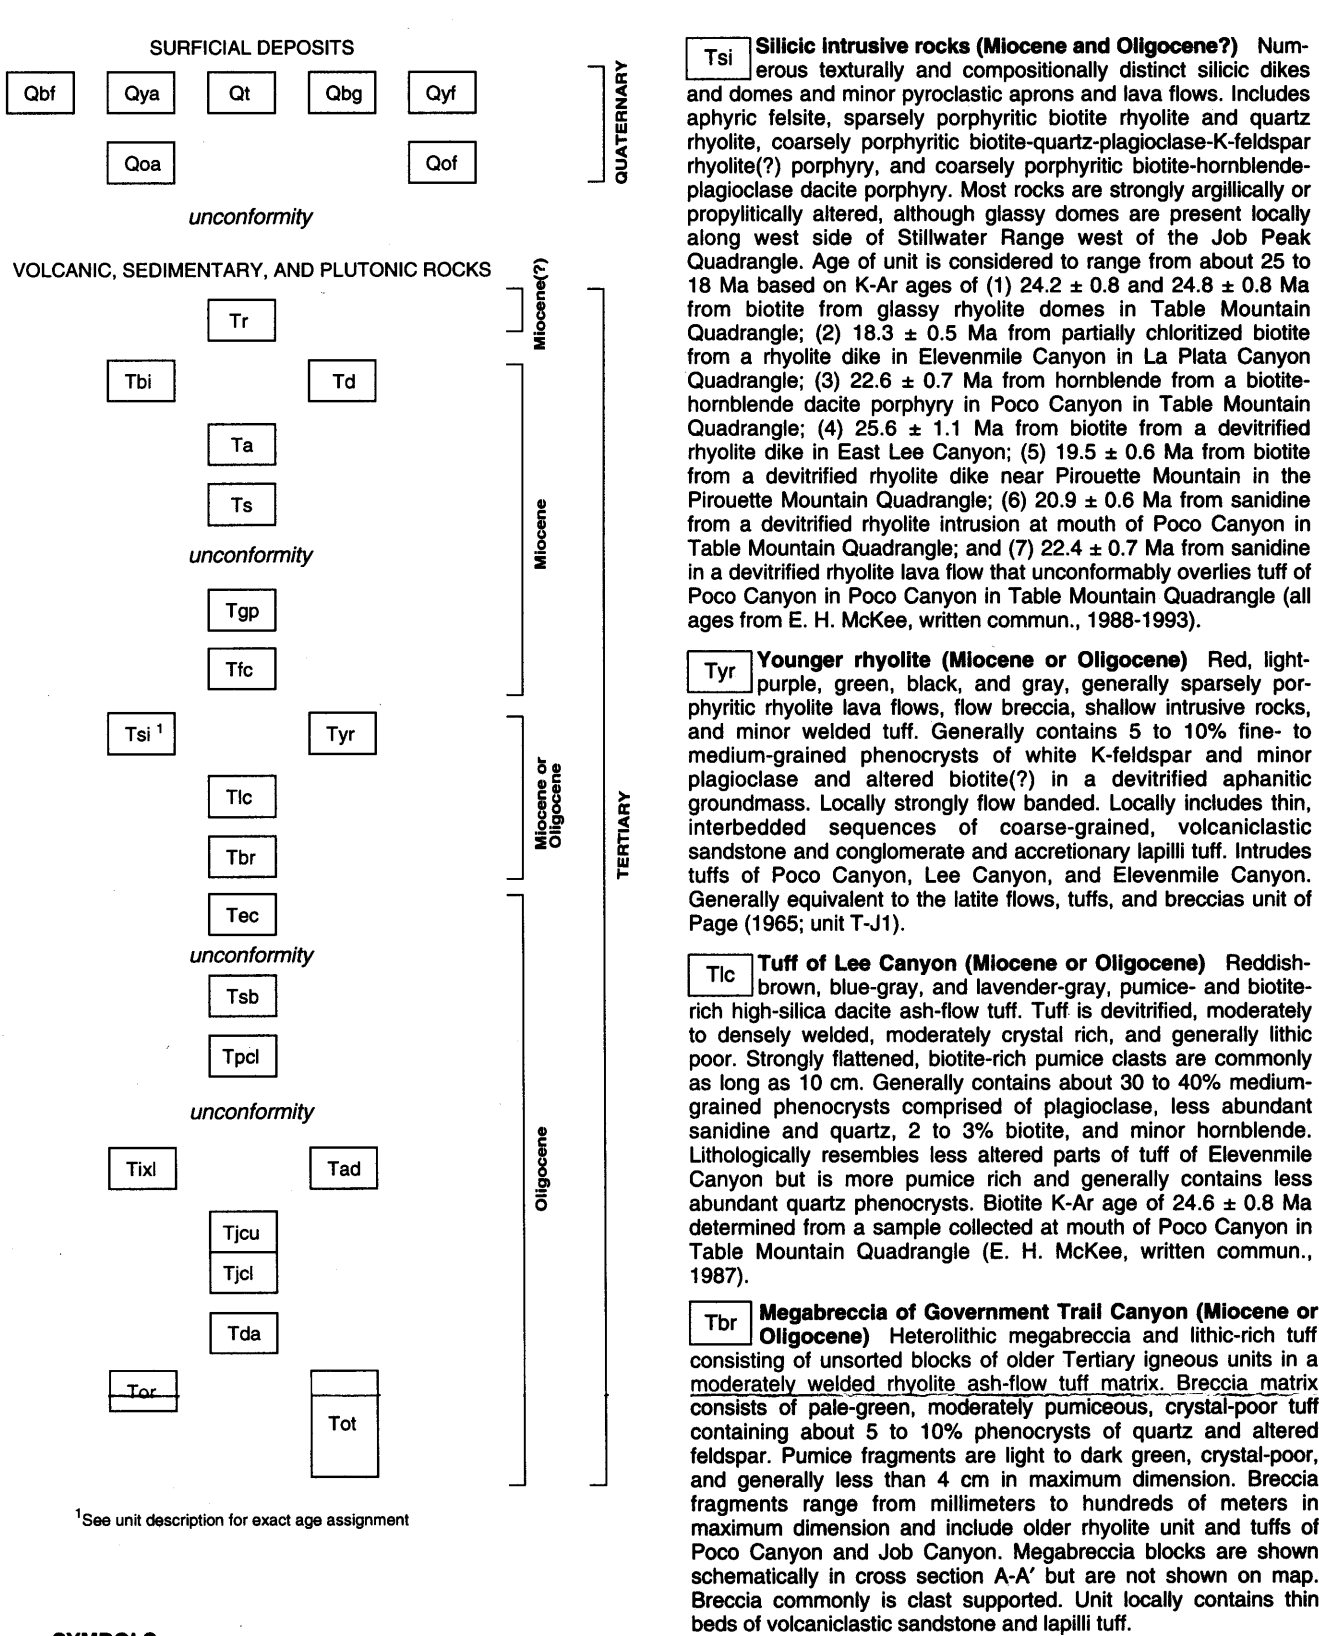 SURFICIAL DEPOSITS
Qbf Qya Qt Qbg Qyf
Qoa Qof
QUATERNARY
unconformity
VOLCANIC, SEDIMENTARY, AND PLUTONIC ROCKS
Tr
Miocene(?)
Tbi Td
Ta
Ts
unconformity
Tgp
Tfc
Miocene
Tsi 1 Tyr
Tlc
Tbr
Miocene or
Oligocene
TERTIARY
Tec
unconformity
Tsb
Tpcl
unconformity
Tixl Tad
Tjcu
Tjcl
Tda
Tor
Tot
Oligocene
1See unit description for exact age assignment
Tsi Silicic intrusive rocks (Miocene and Oligocene?) Num-
erous texturally and compositionally distinct silicic dikes
and domes and minor pyroclastic aprons and lava flows. Includes
aphyric felsite, sparsely porphyritic biotite rhyolite and quartz
rhyolite, coarsely porphyritic biotite-quartz-plagioclase-K-feldspar
rhyolite(?) porphyry, and coarsely porphyritic biotite-hornblende-
plagioclase dacite porphyry. Most rocks are strongly argillically or
propylitically altered, although glassy domes are present locally
along west side of Stillwater Range west of the Job Peak
Quadrangle. Age of unit is considered to range from about 25 to
18 Ma based on K-Ar ages of (1) 24.2 ± 0.8 and 24.8 ± 0.8 Ma
from biotite from glassy rhyolite domes in Table Mountain
Quadrangle; (2) 18.3 ± 0.5 Ma from partially chloritized biotite
from a rhyolite dike in Elevenmile Canyon in La Plata Canyon
Quadrangle; (3) 22.6 ± 0.7 Ma from hornblende from a biotite-
hornblende dacite porphyry in Poco Canyon in Table Mountain
Quadrangle; (4) 25.6 ± 1.1 Ma from biotite from a devitrified
rhyolite dike in East Lee Canyon; (5) 19.5 ± 0.6 Ma from biotite
from a devitrified rhyolite dike near Pirouette Mountain in the
Pirouette Mountain Quadrangle; (6) 20.9 ± 0.6 Ma from sanidine
from a devitrified rhyolite intrusion at mouth of Poco Canyon in
Table Mountain Quadrangle; and (7) 22.4 ± 0.7 Ma from sanidine
in a devitrified rhyolite lava flow that unconformably overlies tuff of
Poco Canyon in Poco Canyon in Table Mountain Quadrangle (all
ages from E. H. McKee, written commun., 1988-1993).
Tyr Younger rhyolite (Miocene or Oligocene) Red, light-
purple, green, black, and gray, generally sparsely por-
phyritic rhyolite lava flows, flow breccia, shallow intrusive rocks,
and minor welded tuff. Generally contains 5 to 10% fine- to
medium-grained phenocrysts of white K-feldspar and minor
plagioclase and altered biotite(?) in a devitrified aphanitic
groundmass. Locally strongly flow banded. Locally includes thin,
interbedded sequences of coarse-grained, volcaniclastic
sandstone and conglomerate and accretionary lapilli tuff. Intrudes
tuffs of Poco Canyon, Lee Canyon, and Elevenmile Canyon.
Generally equivalent to the latite flows, tuffs, and breccias unit of
Page (1965; unit T-J1).
Tlc Tuff of Lee Canyon (Miocene or Oligocene) Reddish-
brown, blue-gray, and lavender-gray, pumice- and biotite-
rich high-silica dacite ash-flow tuff. Tuff is devitrified, moderately
to densely welded, moderately crystal rich, and generally lithic
poor. Strongly flattened, biotite-rich pumice clasts are commonly
as long as 10 cm. Generally contains about 30 to 40% medium-
grained phenocrysts comprised of plagioclase, less abundant
sanidine and quartz, 2 to 3% biotite, and minor hornblende.
Lithologically resembles less altered parts of tuff of Elevenmile
Canyon but is more pumice rich and generally contains less
abundant quartz phenocrysts. Biotite K-Ar age of 24.6 ± 0.8 Ma
determined from a sample collected at mouth of Poco Canyon in
Table Mountain Quadrangle (E. H. McKee, written commun.,
1987).
Tbr Megabreccia of Government Trail Canyon (Miocene or
Oligocene) Heterolithic megabreccia and lithic-rich tuff
consisting of unsorted blocks of older Tertiary igneous units in a
moderately welded rhyolite ash-flow tuff matrix. Breccia matrix
consists of pale-green, moderately pumiceous, crystal-poor tuff
containing about 5 to 10% phenocrysts of quartz and altered
feldspar. Pumice fragments are light to dark green, crystal-poor,
and generally less than 4 cm in maximum dimension. Breccia
fragments range from millimeters to hundreds of meters in
maximum dimension and include older rhyolite unit and tuffs of
Poco Canyon and Job Canyon. Megabreccia blocks are shown
schematically in cross section A-A′ but are not shown on map.
Breccia commonly is clast supported. Unit locally contains thin
beds of volcaniclastic sandstone and lapilli tuff.